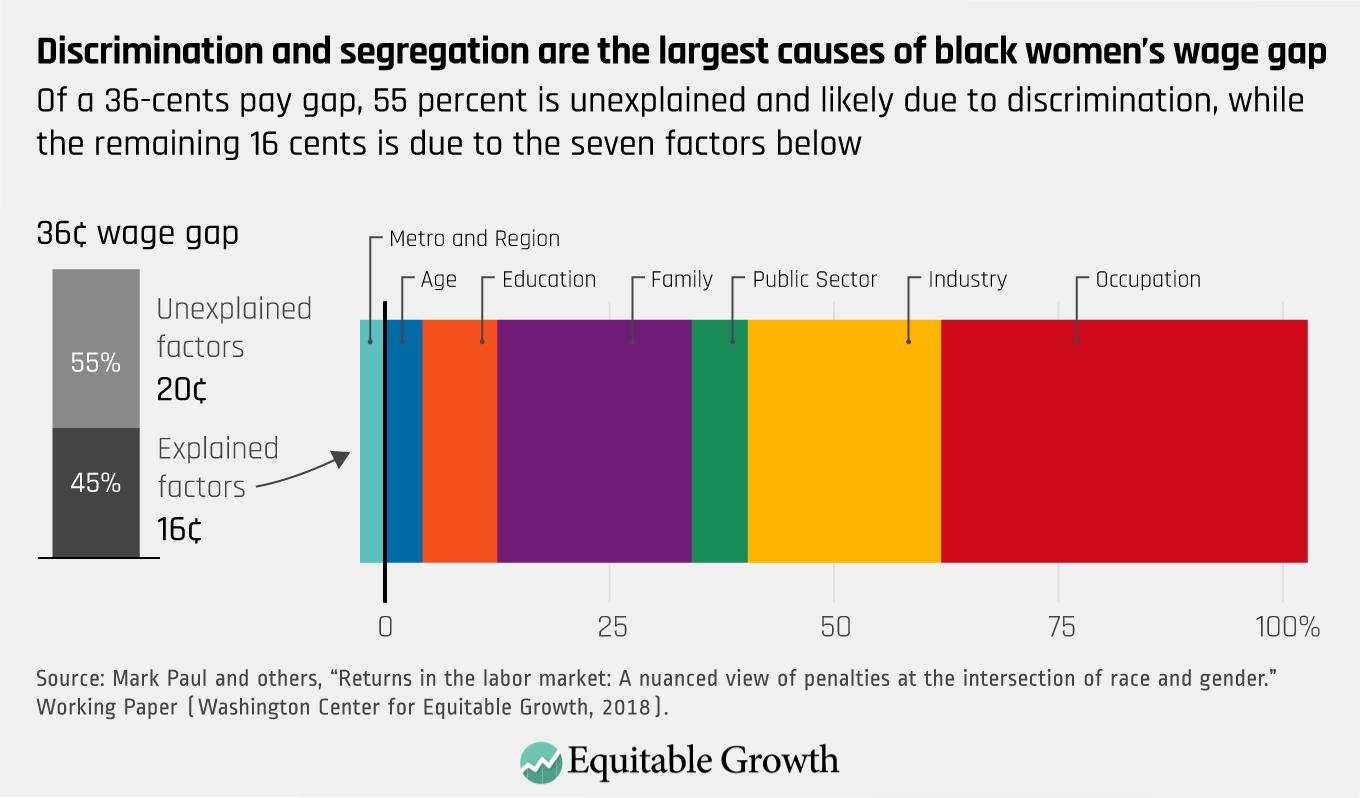 Discrimination and segregation are the largest causes of black women's wage gap
Of a 36-cents pay gap, 55 percent is unexplained and likely due to discrimination, while
the remaining 16 cents is due to the seven factors below
36¢ wage gap
55%
Unexplained
factors
20¢
45%
Explained
factors
16¢
Metro and Region
Age
Education
Family
Public Sector
Industry
Occupation
0
25
50
75
100%
Source: Mark Paul and others, “Returns in the labor market: A nuanced view of penalties at the intersection of race and gender.”
Working Paper (Washington Center for Equitable Growth, 2018).
Equitable Growth